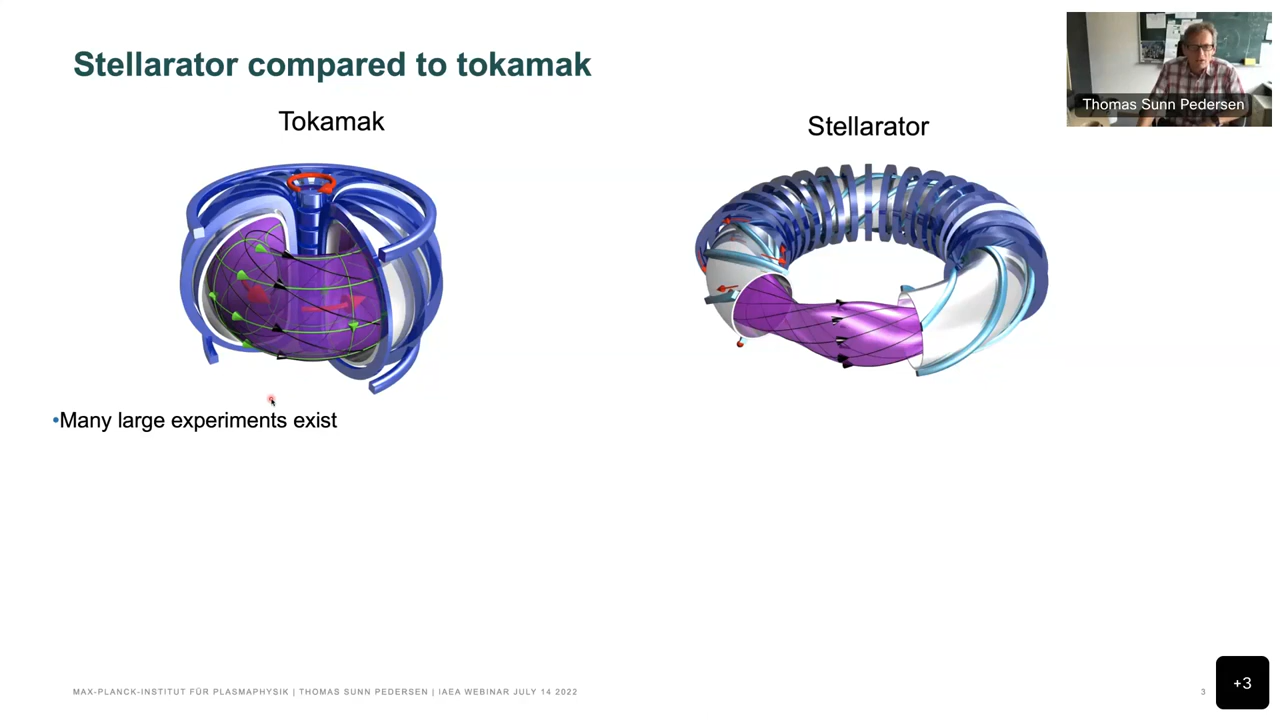 Stellarator compared to tokamak
Thomas Sunn Pedersen
Tokamak
Stellarator
•Many large experiments exist
MAX-PLANCK-INSTITUT FÜR PLASMAPHYSIK | THOMAS SUNN PEDERSEN | IAEA WEBINAR JULY 14 2022
3
+3